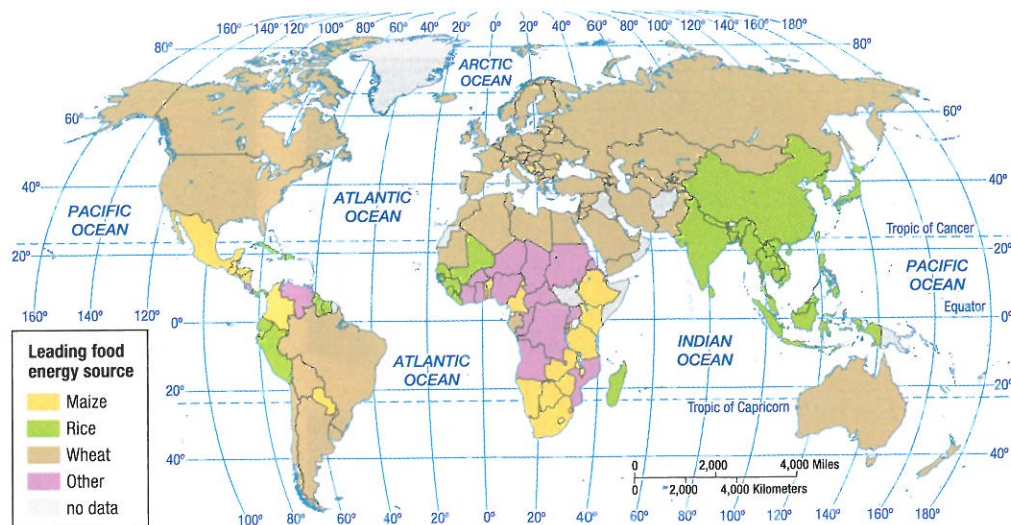 160° 140° 120° 100° 80° 60° 40° 20° 0° 20° 40° 60° 80° 100° 120° 140° 160° 180°
80° 80°
ARCTIC
OCEAN
60° 60°
40° 40°
PACIFIC
OCEAN
ATLANTIC
OCEAN
Tropic of Cancer
20° 20°
PACIFIC
OCEAN
Equator
160° 140° 120° 0° 0°
INDIAN
OCEAN
ATLANTIC
OCEAN
20° 20°
Tropic of Capricorn
40° 40°
0 2,000 4,000 Miles
0 2,000 4,000 Kilometers
100° 80° 60° 40° 20° 0° 20° 40° 60° 80° 100° 120° 140° 160° 180°
Leading food
energy source
Maize
Rice
Wheat
Other
no data